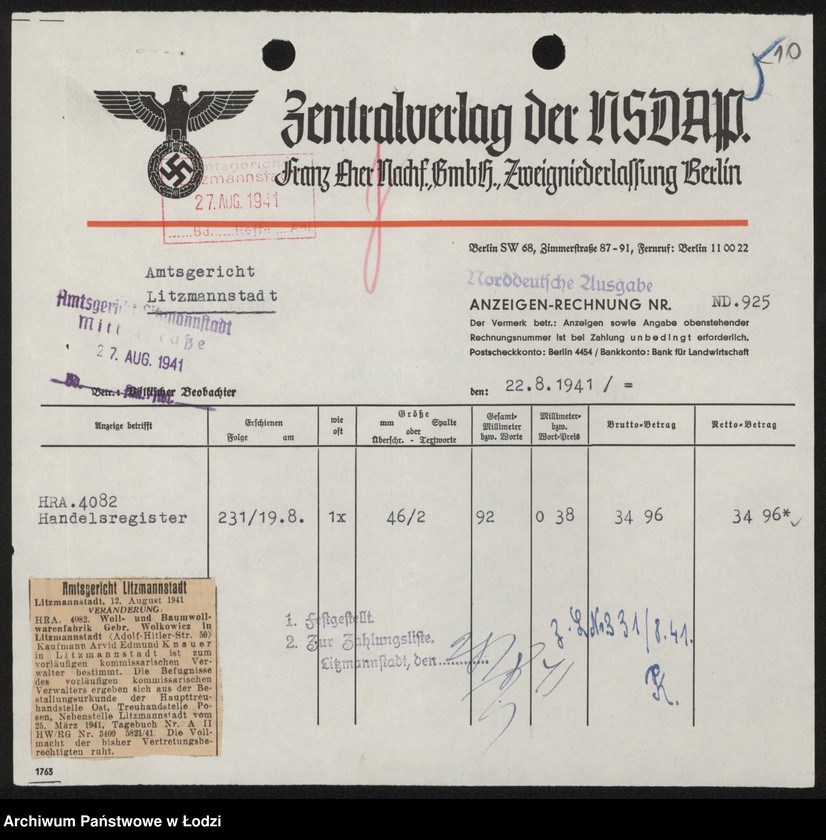 10
Zentralverlag der NSDAP.
Franz Eher Nachf., GmbH., Zweigniederlassung Berlin
Amtsgericht
Litzmannstadt
27. AUG. 1941
Berlin SW 68, Zimmerstraße 87-91, Fernruf: Berlin 11 00 22
Amtsgericht
Litzmannstadt
Norddeutsche Ausgabe
ANZEIGEN-RECHNUNG NR. ND.925
Der Vermerk betr.: Anzeigen sowie Angabe obenstehender
Rechnungsnummer ist bei Zahlung unbedingt erforderlich.
Postscheckkonto: Berlin 4454 / Bankkonto: Bank für Landwirtschaft
Amtsgericht Litzmannstadt
27. AUG. 1941
Betr.: Völkischer Beobachter
den: 22.8.1941 / =
Anzeige betrifft
Erschienen
Folge am
wie
oft
Größe
mm Spalte
oder
Überschr. - Textworte
Gesamt-
Millimeter
bzw. Worte
Millimeter-
bzw.
Wort-Preis
Brutto-Betrag
Netto-Betrag
HRA.4082
Handelsregister 231/19.8. 1x 46/2 92 0 38 34 96 34 96*
Amtsgericht Litzmannstadt
Litzmannstadt, 12. August 1941
VERÄNDERUNG
HRA. 4082. Woll- und Baumwoll-
warenfabrik Gebr. Wolkowicz in
Litzmannstadt (Adolf-Hitler-Str. 50)
Kaufmann Arvid Edmund Knauer
in Litzmannstadt ist zum
vorläufigen kommissarischen Ver-
walter bestimmt. Die Befugnisse
des vorläufigen kommissarischen
Verwalters ergeben sich aus der Be-
stallungsurkunde der Haupttreu-
handstelle Ost, Treuhandstelle Po-
sen, Nebenstelle Litzmannstadt vom
25. März 1941, Tagebuch Nr. A II
HW/RG Nr. 3409 5821/41. Die Voll-
macht der bisher Vertretungsbe-
rechtigten ruht.
1. Festgestellt.
2. Zur Zahlungsliste.
Litzmannstadt, den
1763
Archiwum Państwowe w Łodzi